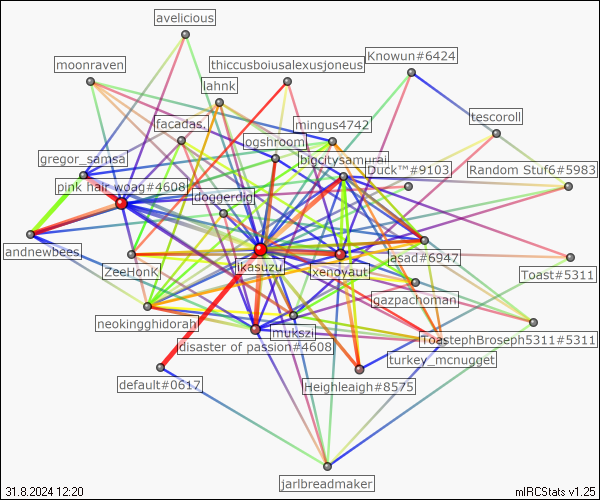 avelicious
moonraven
thiccusboiusalexusjoneus
Knowun#6424
lahnk
tescoroll
facadas.
mingus4742
ogshroom
gregor_samsa
bigcitysamurai
Duck™#9103
Random Stuf6#5983
pink hair woag#4608
doggerdig
andnewbees
ZeeHonK
likasuzu
xenoyaut
asad#6947
Toast#5311
gazpachoman
neokingghidorah
mukszi
ToastephBroseph5311#5311
disaster of passion#4608
turkey_mcnugget
default#0617
Heighleaigh#8575
jarlbreadmaker
31.8.2024 12:20
mIRCStats v1.25